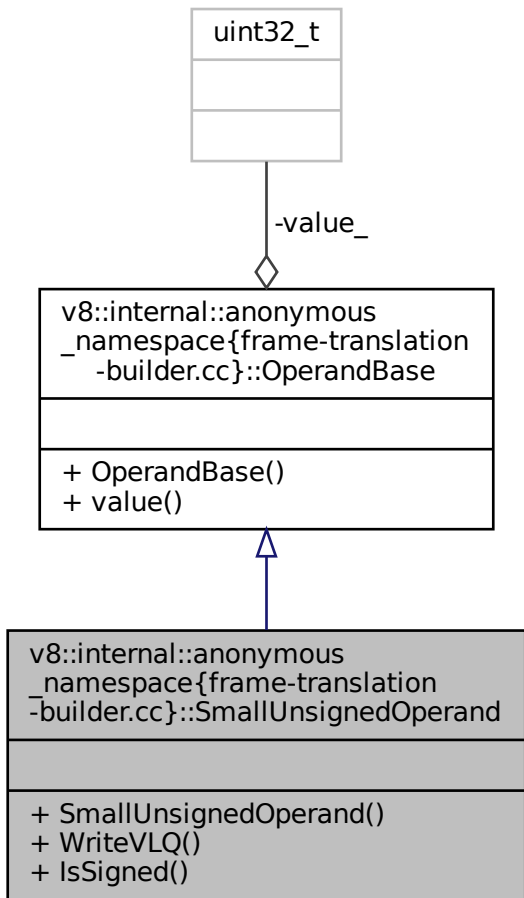 uint32_t
-value_
v8::internal::anonymous
_namespace{frame-translation
-builder.cc}::OperandBase
+ OperandBase()
+ value()
v8::internal::anonymous
_namespace{frame-translation
-builder.cc}::SmallUnsignedOperand
+ SmallUnsignedOperand()
+ WriteVLQ()
+ IsSigned()